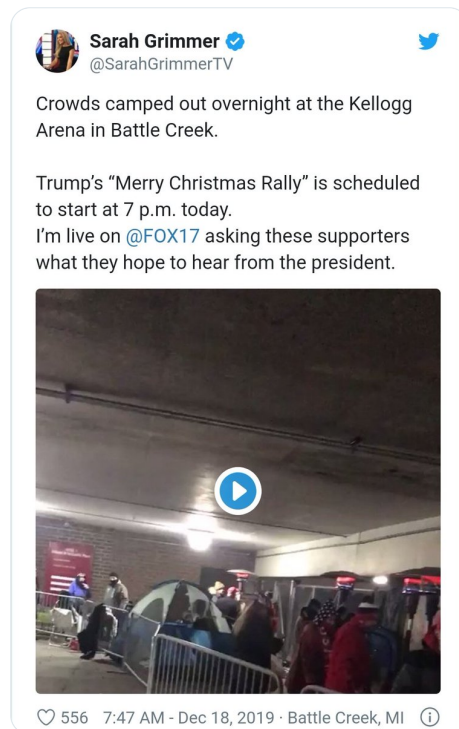 Sarah Grimmer
@SarahGrimmerTV
Crowds camped out overnight at the Kellogg
Arena in Battle Creek.
Trump’s “Merry Christmas Rally” is scheduled
to start at 7 p.m. today.
I’m live on @FOX17 asking these supporters
what they hope to hear from the president.
556 7:47 AM - Dec 18, 2019 · Battle Creek, MI